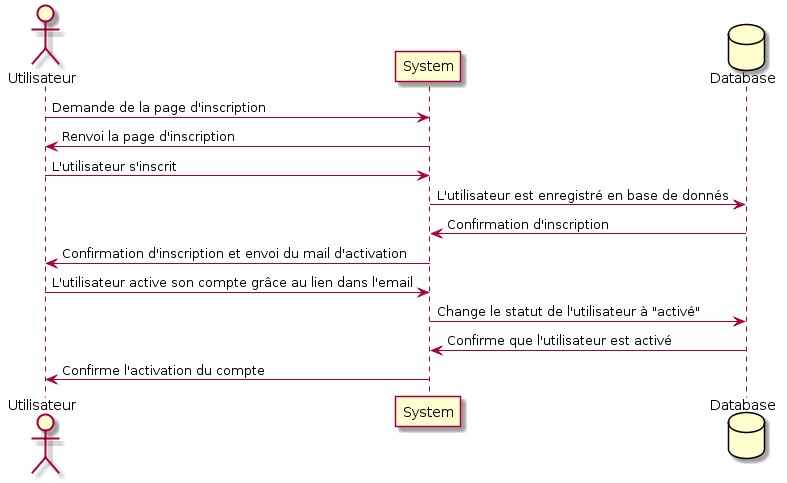 Utilisateur
System
Database
Demande de la page d'inscription
Renvoi la page d'inscription
L'utilisateur s'inscrit
L'utilisateur est enregistré en base de donnés
Confirmation d'inscription
Confirmation d'inscription et envoi du mail d'activation
L'utilisateur active son compte grâce au lien dans l'email
Change le statut de l'utilisateur à "activé"
Confirme que l'utilisateur est activé
Confirme l'activation du compte
Utilisateur
System
Database